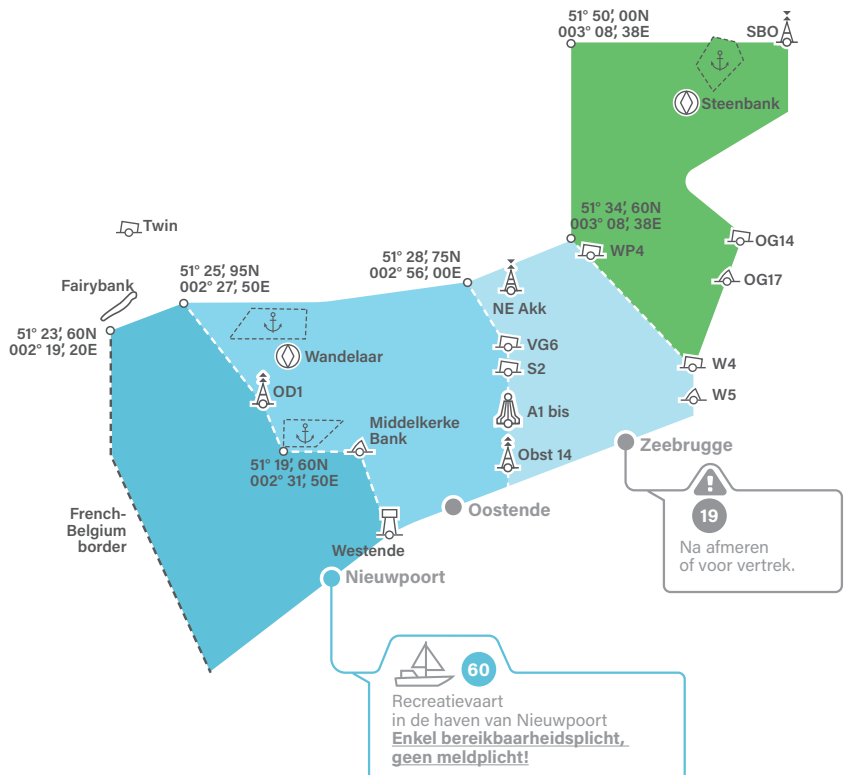 51° 50', 00N
003° 08', 38E
SBO
Steenbank
51° 34', 60N
003° 08', 38E
WP4
OG14
OG17
Twin
51° 28', 75N
002° 56', 00E
51° 25', 95N
002° 27', 50E
Fairybank
NE Akk
51° 23', 60N
002° 19', 20E
VG6
Wandelaar
S2
W4
OD1
W5
A1 bis
Middelkerke
Bank
Zeebrugge
Obst 14
51° 19', 60N
002° 31', 50E
French-
Belgium
border
Oostende
19
Westende
Na afmeren
of voor vertrek.
Nieuwpoort
60
Recreatievaart
in de haven van Nieuwpoort
Enkel bereikbaarheidsplicht,
geen meldplicht!